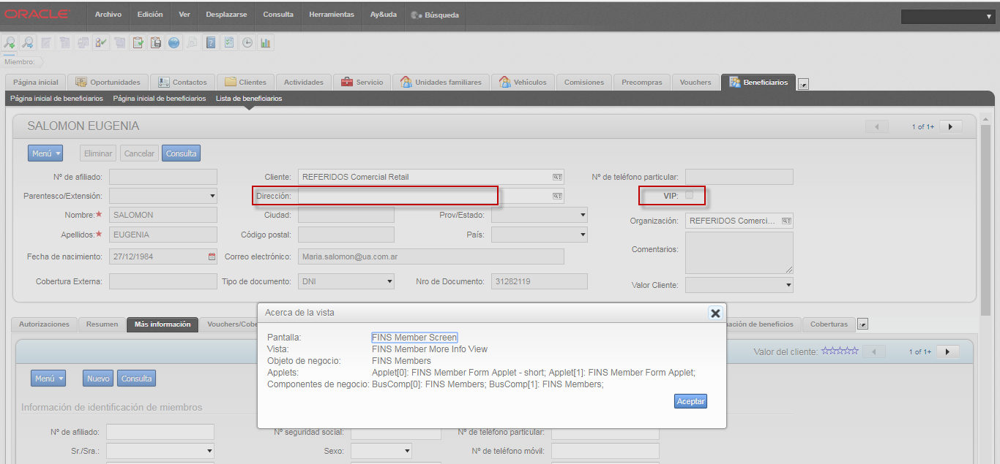 ORACLE Archivo Edición Ver Desplazarse Consulta Herramientas Ay&uda Búsqueda
Miembro:
Página inicial Oportunidades Contactos Clientes Actividades Servicio Unidades familiares Vehículos Comisiones Precompras Vouchers Beneficiarios
Página inicial de beneficiarios Página inicial de beneficiarios Lista de beneficiarios
SALOMON EUGENIA 1 of 1+
Menú Eliminar Cancelar Consulta
Nº de afiliado: Cliente: REFERIDOS Comercial Retail Nº de teléfono particular:
Parentesco/Extensión: Dirección: VIP:
Nombre:★ SALOMON Ciudad: Prov/Estado: Organización: REFERIDOS Comerci...
Apellidos:★ EUGENIA Código postal: País:
Comentarios:
Fecha de nacimiento: 27/12/1984 Correo electrónico: Maria.salomon@ua.com.ar
Cobertura Externa: Tipo de documento: DNI Nro de Documento: 31282119 Valor Cliente:
Acerca de la vista
Autorizaciones Resumen Más información Vouchers/Cobe ación de beneficios Coberturas
Pantalla: FINS Member Screen
Vista: FINS Member More Info View
Objeto de negocio: FINS Members
Applets: Applet[0]: FINS Member Form Applet - short; Applet[1]: FINS Member Form Applet;
Componentes de negocio: BusComp[0]: FINS Members; BusComp[1]: FINS Members;
Aceptar
Valor del cliente: 1 of 1+
Menú Nuevo Consulta
Información de identificación de miembros
Nº de afiliado: Nº seguridad social: Nº de teléfono particular:
Sr./Sra.: Sexo: Nº de teléfono móvil: